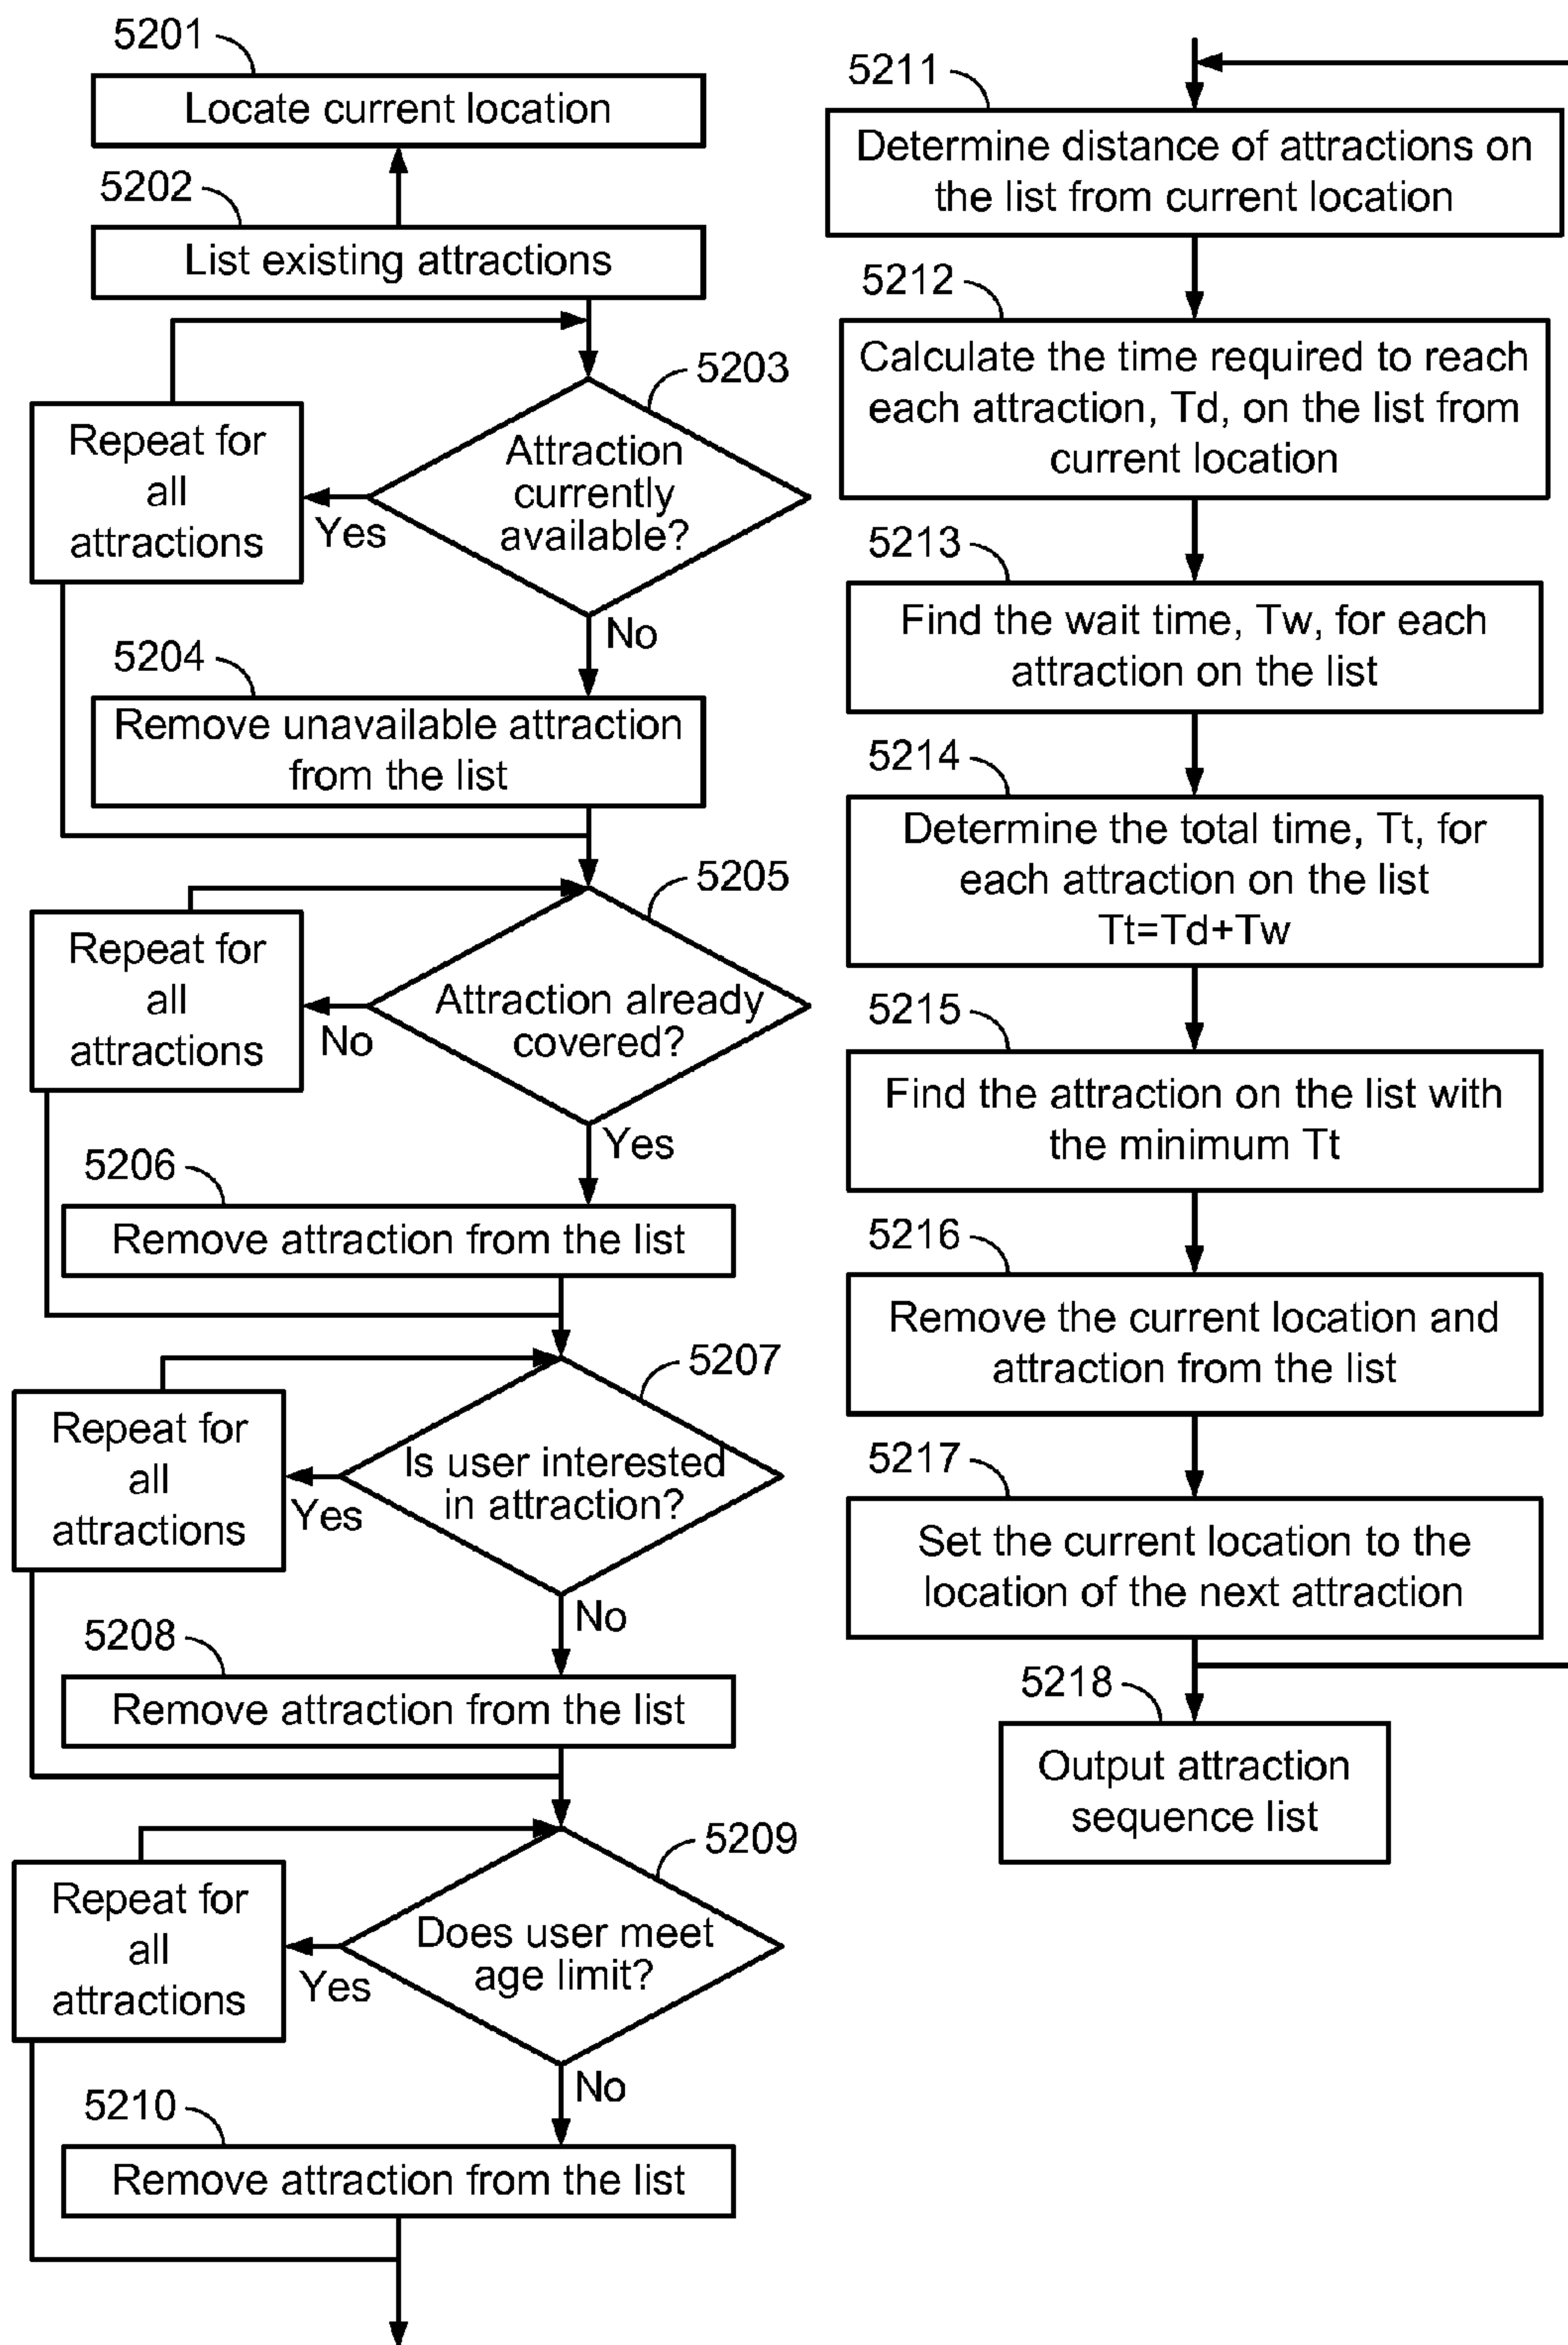 5201
Locate current location
5202
List existing attractions
5203
Attraction
currently
available?
Repeat for
all
attractions
Yes
No
5204
Remove unavailable attraction
from the list
5205
Attraction already
covered?
Repeat for
all
attractions
No
Yes
5206
Remove attraction from the list
5207
Is user interested
in attraction?
Repeat for
all
attractions
Yes
No
5208
Remove attraction from the list
5209
Does user meet
age limit?
Repeat for
all
attractions
Yes
No
5210
Remove attraction from the list
5211
Determine distance of attractions on
the list from current location
5212
Calculate the time required to reach
each attraction, Td, on the list from
current location
5213
Find the wait time, Tw, for each
attraction on the list
5214
Determine the total time, Tt, for
each attraction on the list
Tt=Td+Tw
5215
Find the attraction on the list with
the minimum Tt
5216
Remove the current location and
attraction from the list
5217
Set the current location to the
location of the next attraction
5218
Output attraction
sequence list